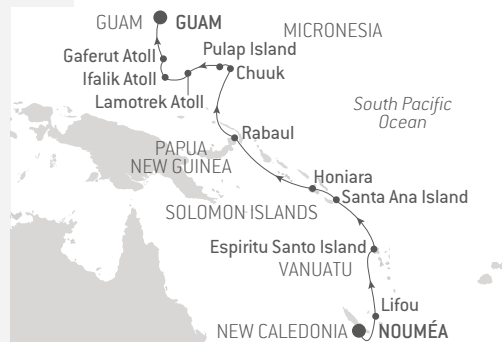 GUAM
GUAM
MICRONESIA
Gaferut Atoll
Pulap Island
Ifalik Atoll
Chuuk
Lamotrek Atoll
South Pacific
Ocean
Rabaul
PAPUA
NEW GUINEA
Honiara
Santa Ana Island
SOLOMON ISLANDS
Espiritu Santo Island
VANUATU
Lifou
NEW CALEDONIA
NOUMÉA